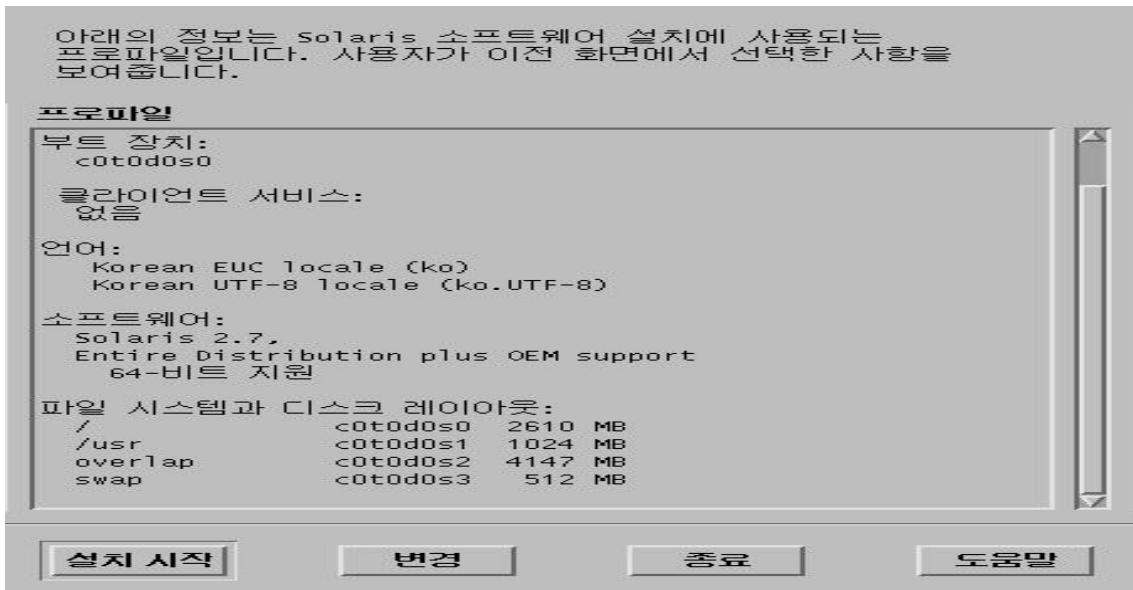 아래의 정보는 Solaris 소프트웨어 설치에 사용되는
프로파일입니다. 사용자가 이전 화면에서 선택한 사항을
보여줍니다.
프로파일
부트 장치:
c0t0d0s0
클라이언트 서비스:
없음
언어:
Korean EUC locale (ko)
Korean UTF-8 locale (ko.UTF-8)
소프트웨어:
Solaris 2.7,
Entire Distribution plus OEM support
64-비트 지원
파일 시스템과 디스크 레이아웃:
/ c0t0d0s0 2610 MB
/usr c0t0d0s1 1024 MB
overlap c0t0d0s2 4147 MB
swap c0t0d0s3 512 MB
설치 시작 변경 종료 도움말